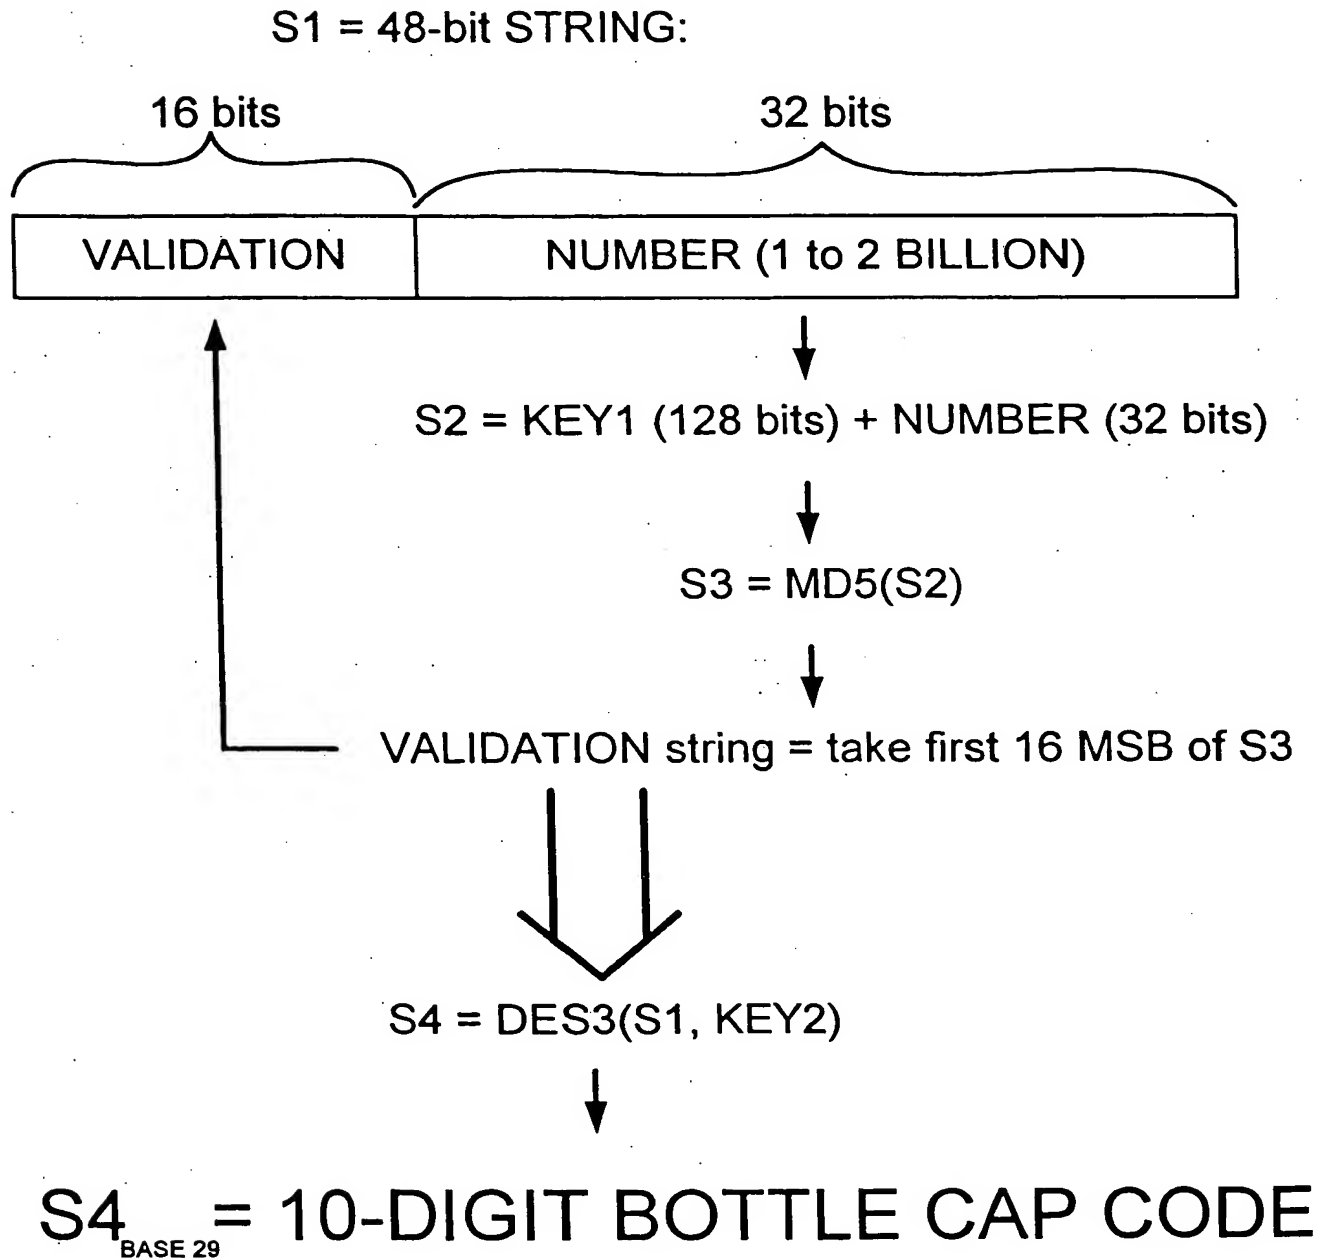 S1 = 48-bit STRING:
16 bits 32 bits
VALIDATION NUMBER (1 to 2 BILLION)
S2 = KEY1 (128 bits) + NUMBER (32 bits)
S3 = MD5(S2)
VALIDATION string = take first 16 MSB of S3
S4 = DES3(S1, KEY2)
S4 BASE 29 = 10-DIGIT BOTTLE CAP CODE